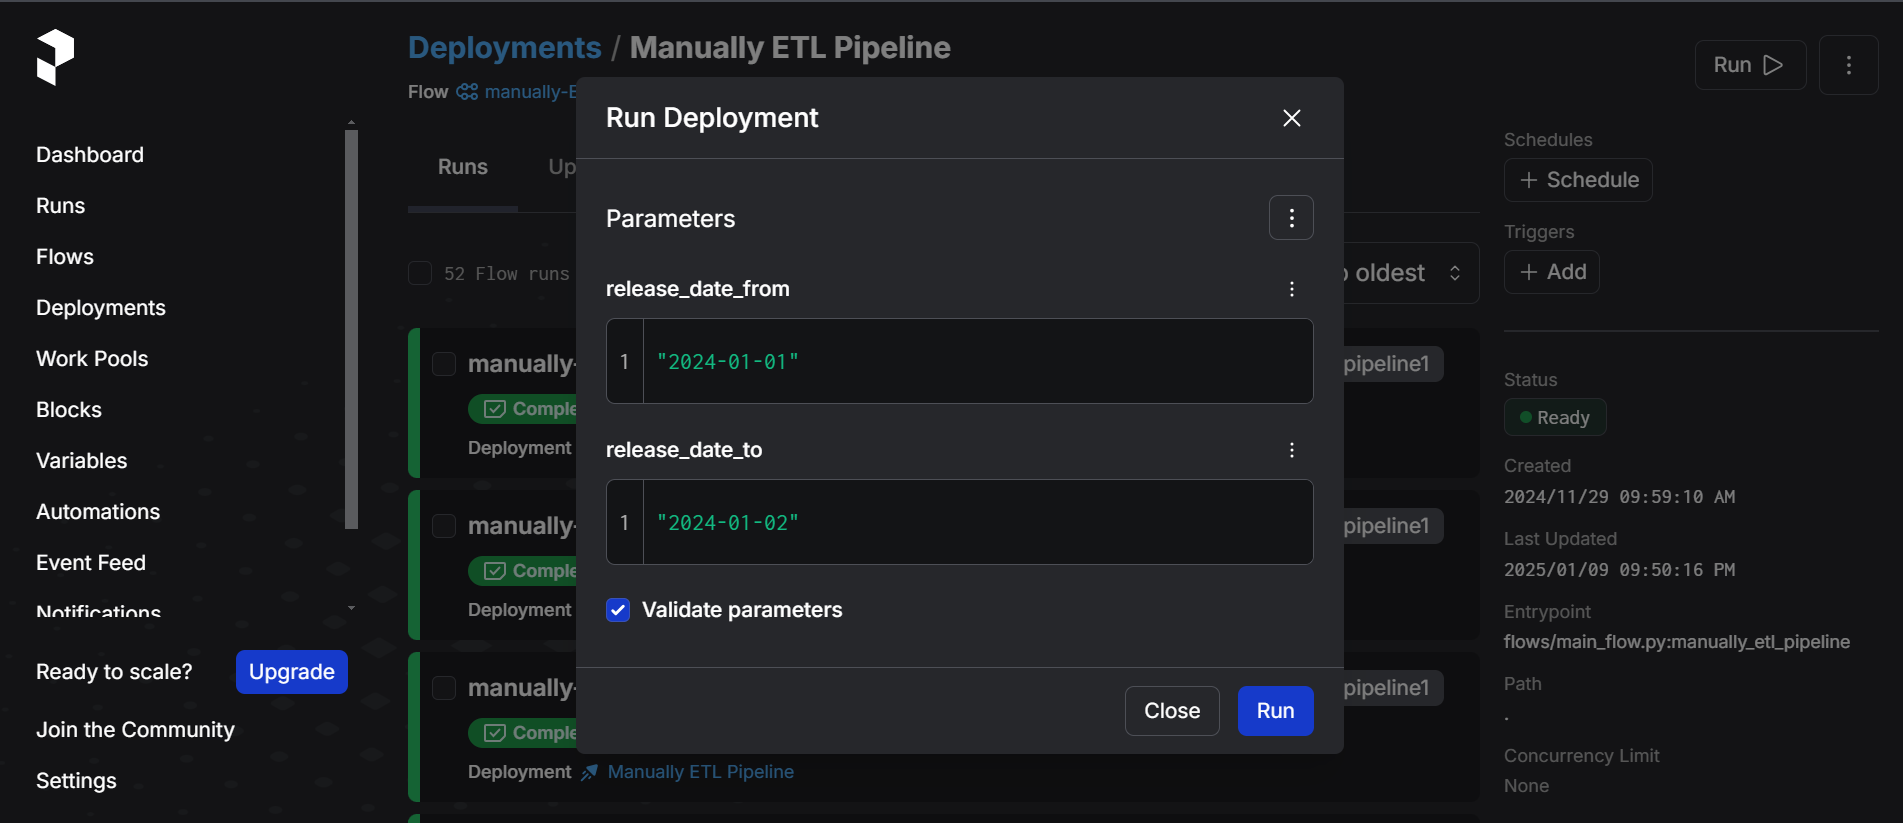 Deployments / Manually ETL Pipeline
Run
Flow manually-E
Run Deployment
Dashboard
Runs
Flows
Deployments
Work Pools
Blocks
Variables
Automations
Event Feed
Notifications
Ready to scale? Upgrade
Join the Community
Settings
Runs Up
52 Flow runs
oldest
manually-
pipeline1
Comple
Deployment
manually-
pipeline1
Comple
Deployment
manually-
pipeline1
Comple
Deployment Manually ETL Pipeline
Parameters
release_date_from
1 "2024-01-01"
release_date_to
1 "2024-01-02"
Validate parameters
Close Run
Schedules
+ Schedule
Triggers
+ Add
Status
Ready
Created
2024/11/29 09:59:10 AM
Last Updated
2025/01/09 09:50:16 PM
Entrypoint
flows/main_flow.py:manually_etl_pipeline
Path
.
Concurrency Limit
None